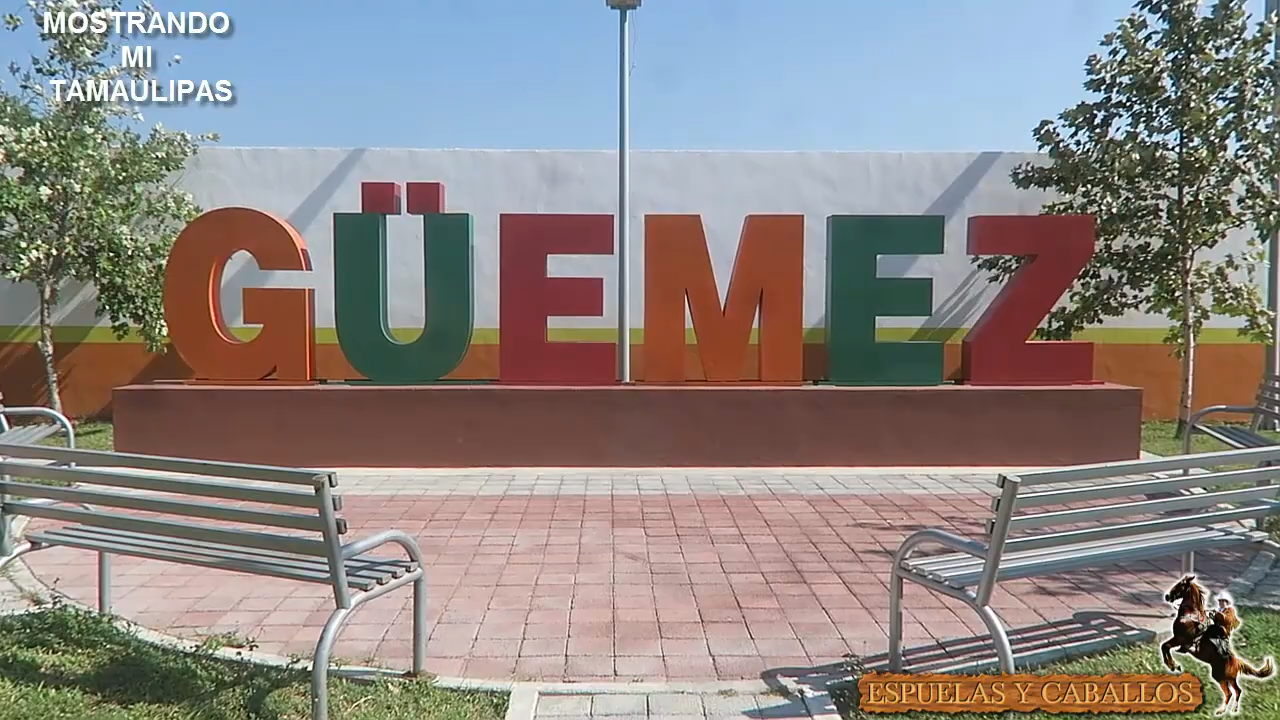 MOSTRANDO
MI
TAMAULIPAS
GÜEMEZ
ESPUELAS Y CABALLOS